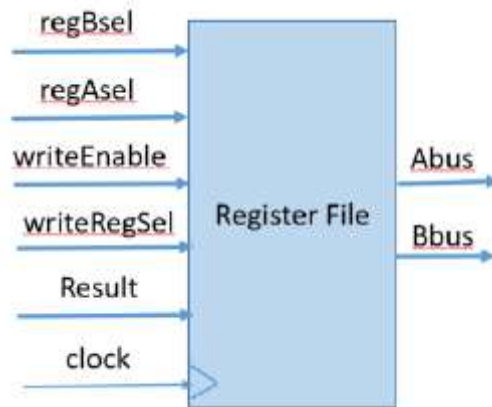 regBsel
regAsel
writeEnable
writeRegSel
Result
clock
Register File
Abus
Bbus